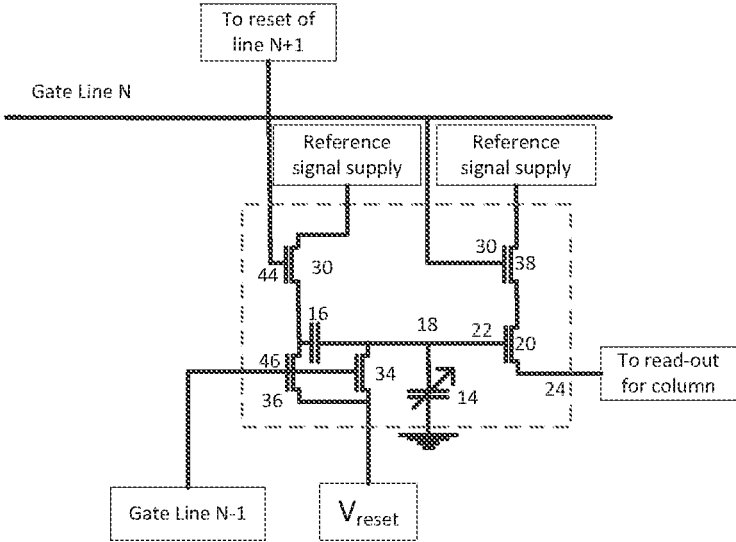 To reset of
line N+1
Gate Line N
Reference
signal supply
Reference
signal supply
44
30
30
38
16
18
22
20
46
34
36
14
24
To read-out
for column
Gate Line N-1
Vreset